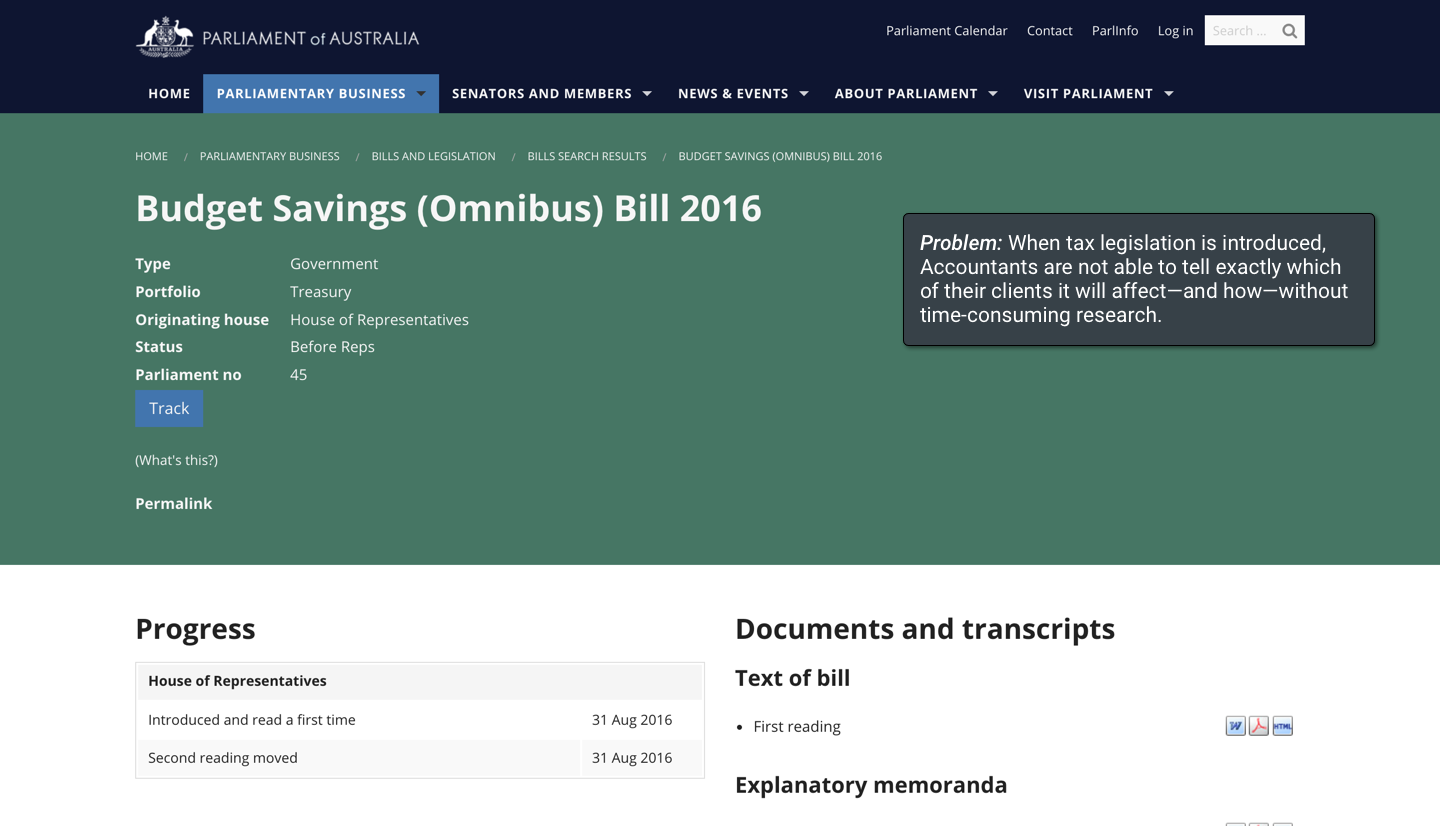 PARLIAMENT of AUSTRALIA
Parliament Calendar Contact ParlInfo Log in Search ...
HOME PARLIAMENTARY BUSINESS SENATORS AND MEMBERS NEWS & EVENTS ABOUT PARLIAMENT VISIT PARLIAMENT
HOME / PARLIAMENTARY BUSINESS / BILLS AND LEGISLATION / BILLS SEARCH RESULTS / BUDGET SAVINGS (OMNIBUS) BILL 2016
Budget Savings (Omnibus) Bill 2016
Type Government
Portfolio Treasury
Originating house House of Representatives
Status Before Reps
Parliament no 45
Track
(What's this?)
Permalink
Problem: When tax legislation is introduced,
Accountants are not able to tell exactly which
of their clients it will affect—and how—without
time-consuming research.
Progress
House of Representatives
Introduced and read a first time 31 Aug 2016
Second reading moved 31 Aug 2016
Documents and transcripts
Text of bill
• First reading W HTML
Explanatory memoranda